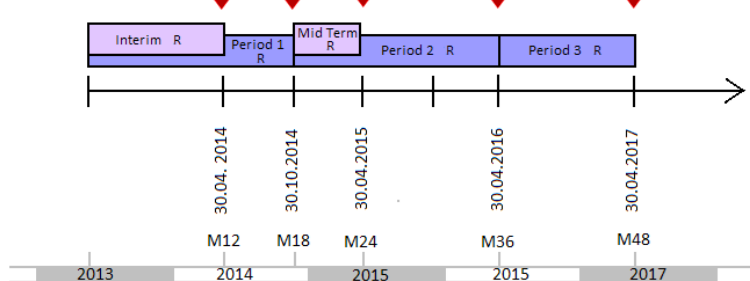 Interim R
Period 1
R
Mid Term
R
Period 2 R
Period 3 R
30.04. 2014
30.10.2014
30.04.2015
30.04.2016
30.04.2017
M12
M18
M24
M36
M48
2013
2014
2015
2015
2017